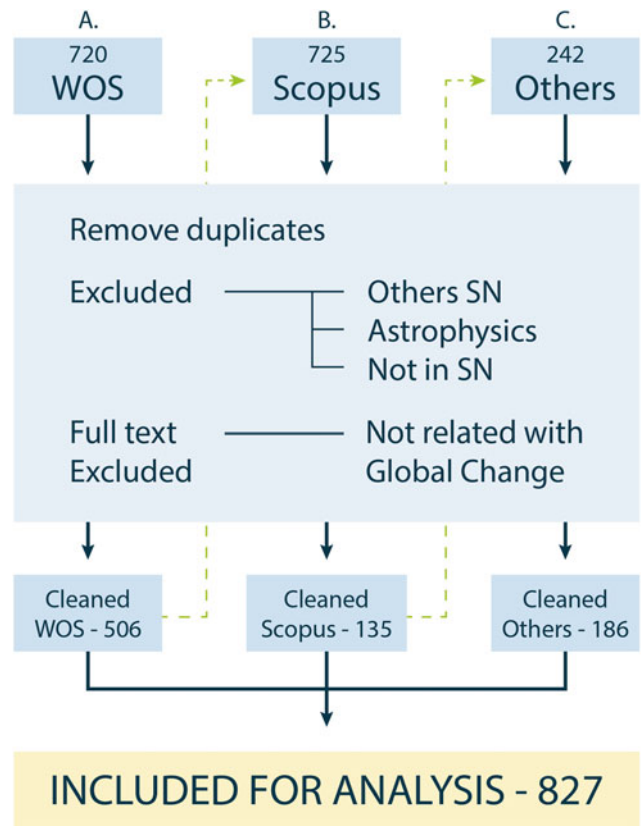 A.
B.
C.
720
WOS
725
Scopus
242
Others
Remove duplicates
Excluded
Others SN
Astrophysics
Not in SN
Full text
Excluded
Not related with
Global Change
Cleaned
WOS - 506
Cleaned
Scopus - 135
Cleaned
Others - 186
INCLUDED FOR ANALYSIS - 827